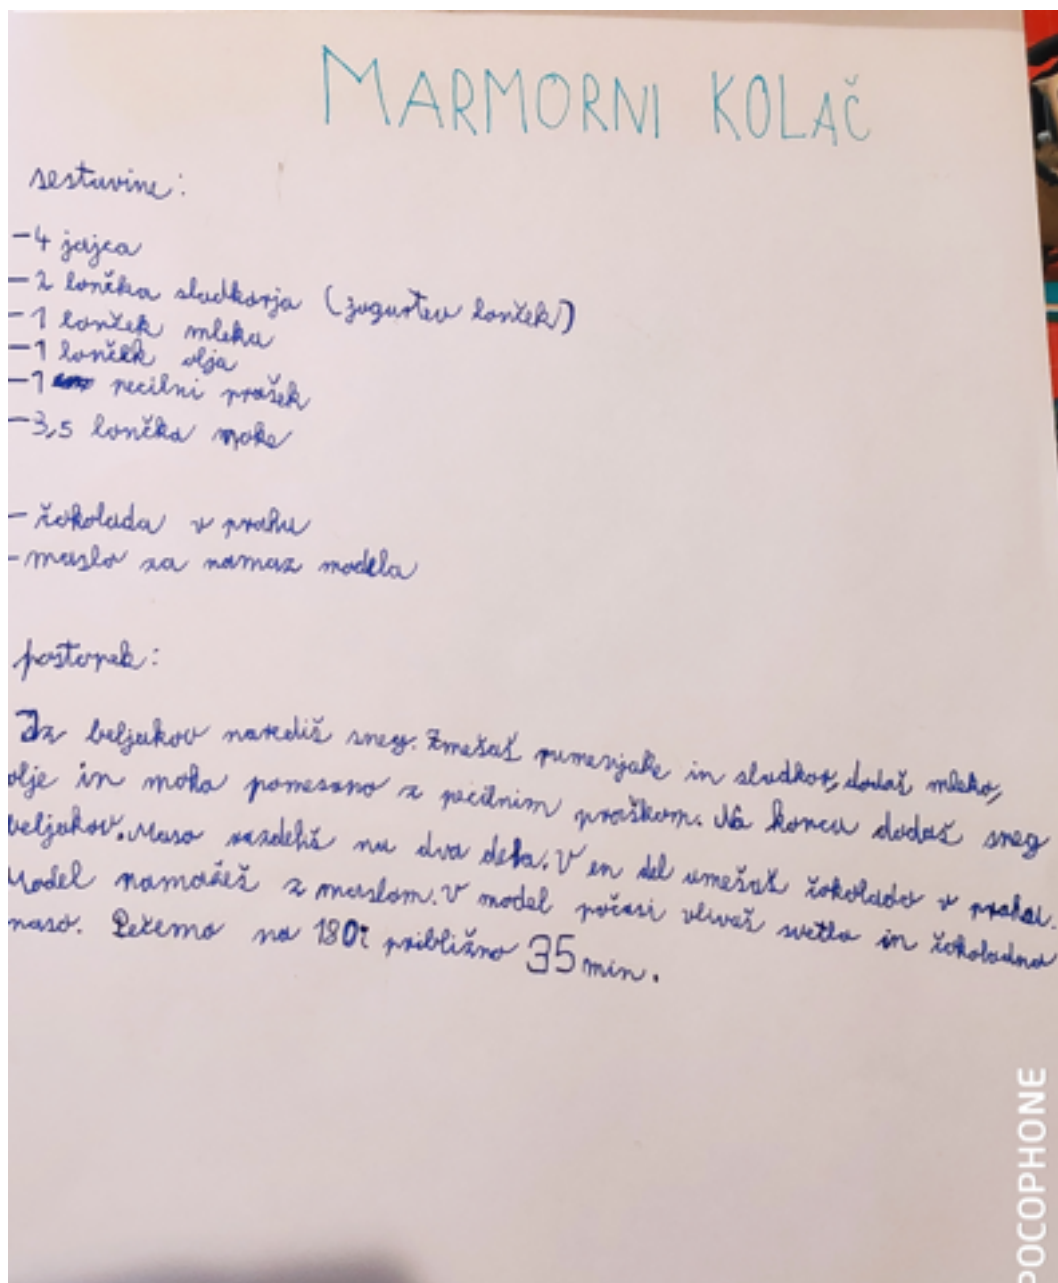 MARMORNI KOLAČ
sestavine:
-4 jajca
-2 lončka sladkorja (jogurtov lonček)
-1 lonček mleka
-1 lonček olja
-1 pecilni prašek
-3,5 lončka moke
-čokolada v prahu
-maslo za namaz modela
postopek:
Iz beljakov narediš sneg. Zmešaš rumenjake in sladkor, dodaš mleko,
olje in moko pomešano z pecilnim praškom. Na koncu dodaš sneg
beljakov. Maso razdeliš na dva dela. V en del umešaš čokolado v prahu.
Model namažeš z maslom. V model počasi vlivaš svetlo in čokoladno
maso. Pečemo na 180 približno 35 min.
POCOPHONE